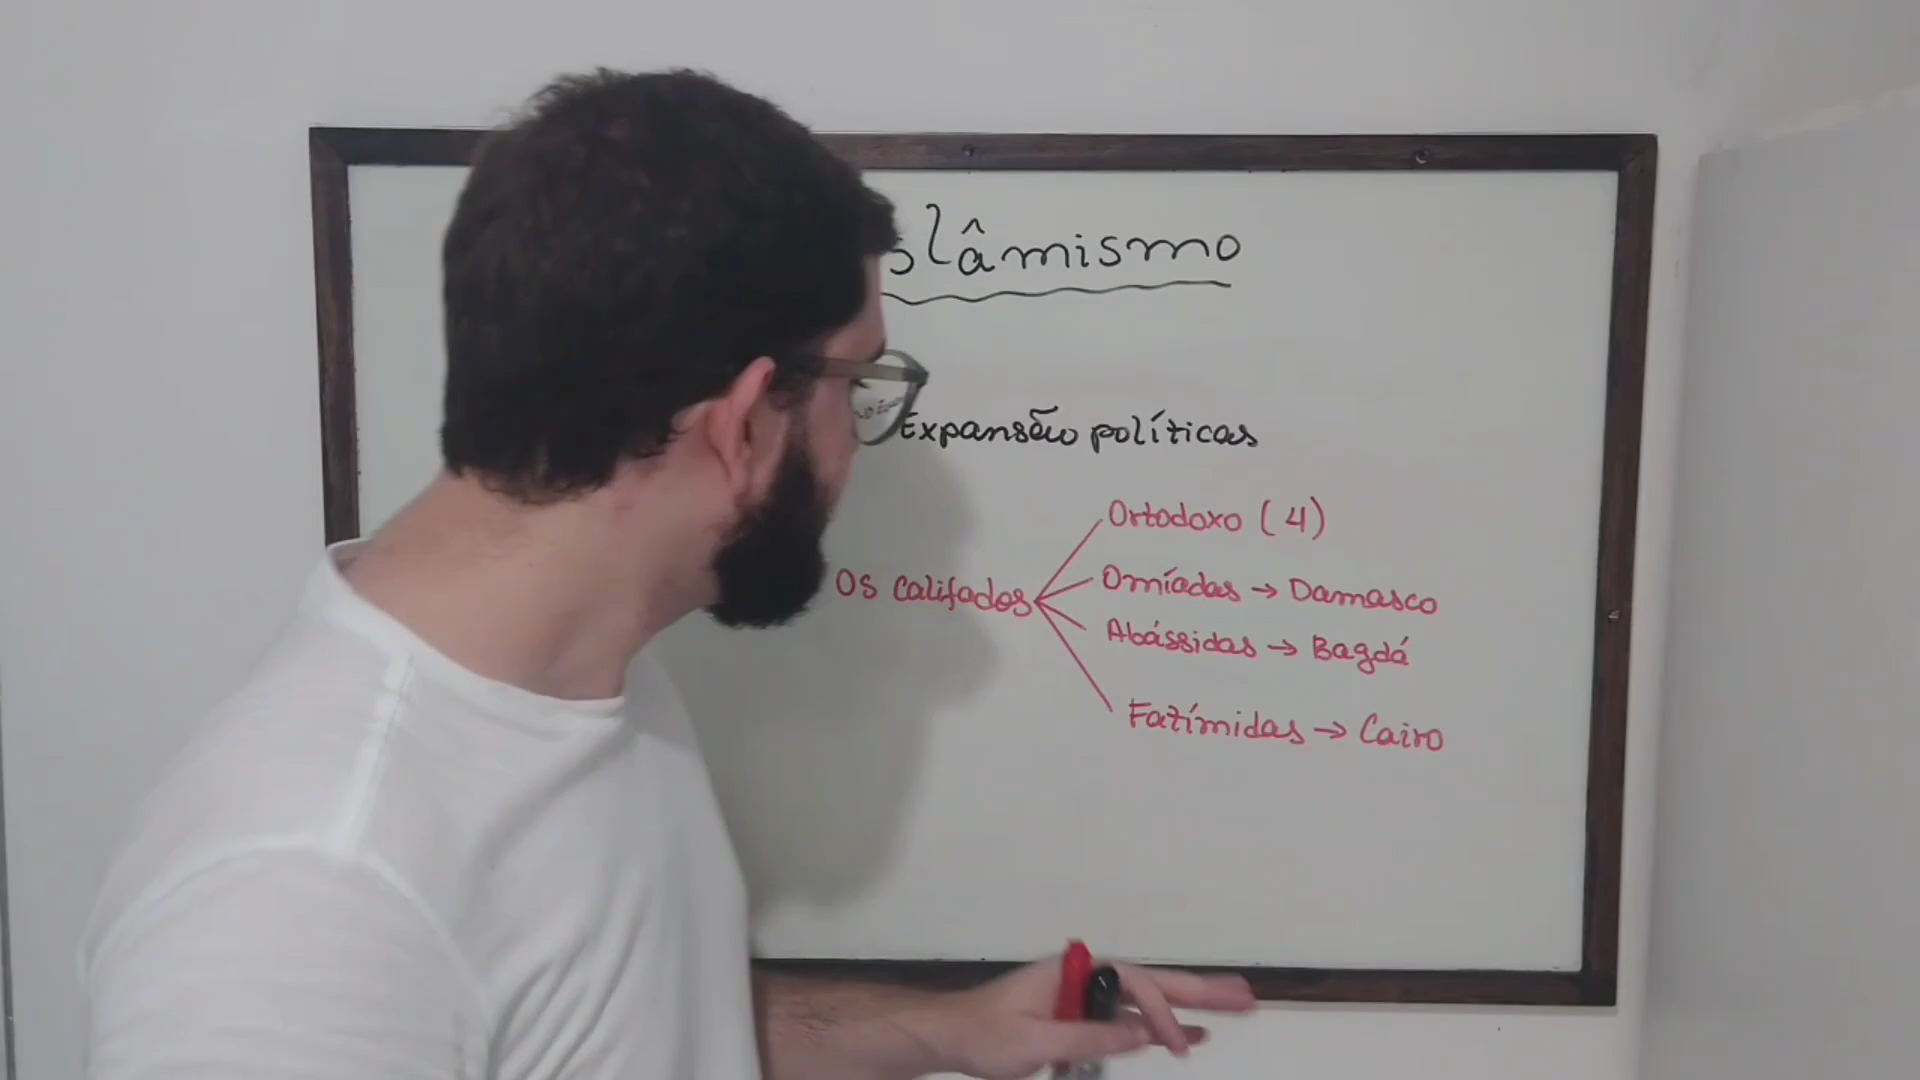 slâmismo
Expansão políticas
Os Califados
Ortodoxo (4)
Omíadas → Damasco
Abássidas → Bagdá
Fatímidas → Cairo